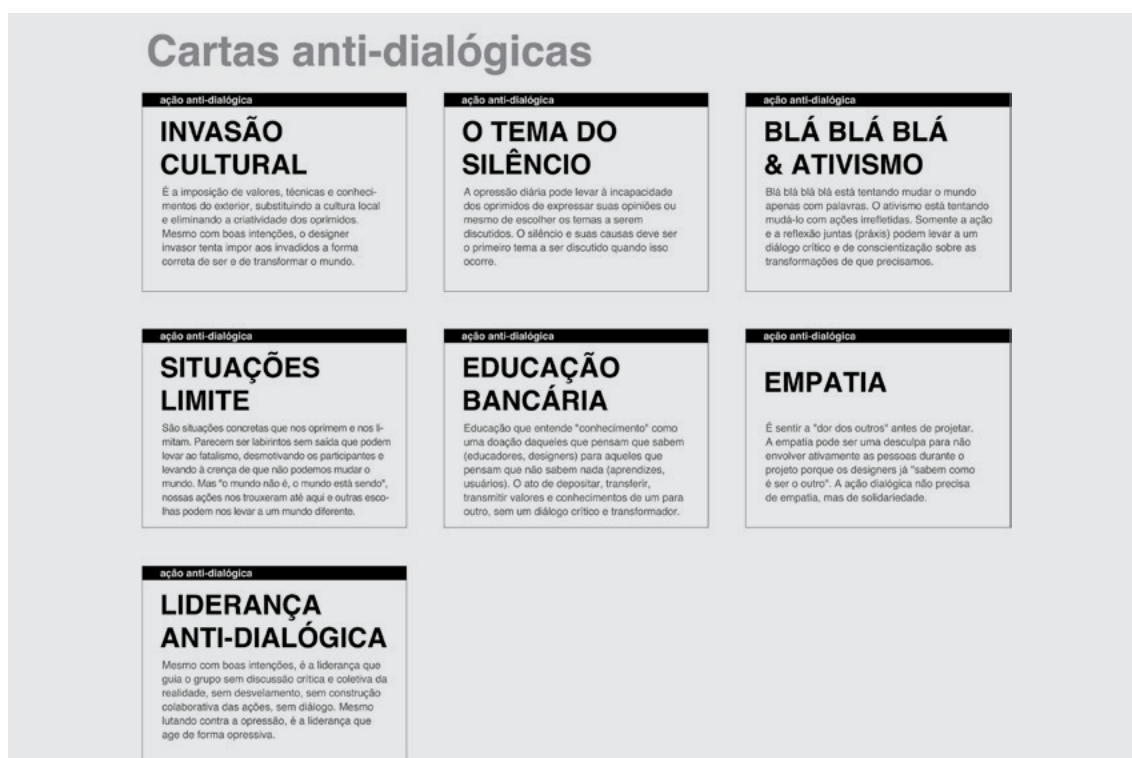 Cartas anti-dialógicas
ação anti-dialógica
INVASÃO
CULTURAL
É a imposição de valores, técnicas e conheci-
mentos do exterior, substituindo a cultura local
e eliminando a criatividade dos oprimidos.
Mesmo com boas intenções, o designer
invasor tenta impor aos invadidos a forma
correta de ser e de transformar o mundo.
ação anti-dialógica
O TEMA DO
SILÊNCIO
A opressão diária pode levar à incapacidade
dos oprimidos de expressar suas opiniões ou
mesmo de escolher os temas a serem
discutidos. O silêncio e suas causas deve ser
o primeiro tema a ser discutido quando isso
ocorre.
ação anti-dialógica
BLÁ BLÁ BLÁ
& ATIVISMO
Blá blá blá blá está tentando mudar o mundo
apenas com palavras. O ativismo está tentando
mudá-lo com ações irrefletidas. Somente a ação
e a reflexão juntas (práxis) podem levar a um
diálogo crítico e de conscientização sobre as
transformações de que precisamos.
ação anti-dialógica
SITUAÇÕES
LIMITE
São situações concretas que nos oprimem e nos li-
mitam. Parecem ser labirintos sem saída que podem
levar ao fatalismo, desmotivando os participantes e
levando à crença de que não podemos mudar o
mundo. Mas "o mundo não é, o mundo está sendo",
nossas ações nos trouxeram até aqui e outras esco-
lhas podem nos levar a um mundo diferente.
ação anti-dialógica
EDUCAÇÃO
BANCÁRIA
Educação que entende "conhecimento" como
uma doação daqueles que pensam que sabem
(educadores, designers) para aqueles que
pensam que não sabem nada (aprendizes,
usuários). O ato de depositar, transferir,
transmitir valores e conhecimentos de um para
outro, sem um diálogo crítico e transformador.
ação anti-dialógica
EMPATIA
É sentir a "dor dos outros" antes de projetar.
A empatia pode ser uma desculpa para não
envolver ativamente as pessoas durante o
projeto porque os designers já "sabem como
é ser o outro". A ação dialógica não precisa
de empatia, mas de solidariedade.
ação anti-dialógica
LIDERANÇA
ANTI-DIALÓGICA
Mesmo com boas intenções, é a liderança que
guia o grupo sem discussão crítica e coletiva da
realidade, sem desvelamento, sem construção
colaborativa das ações, sem diálogo. Mesmo
lutando contra a opressão, é a liderança que
age de forma opressiva.